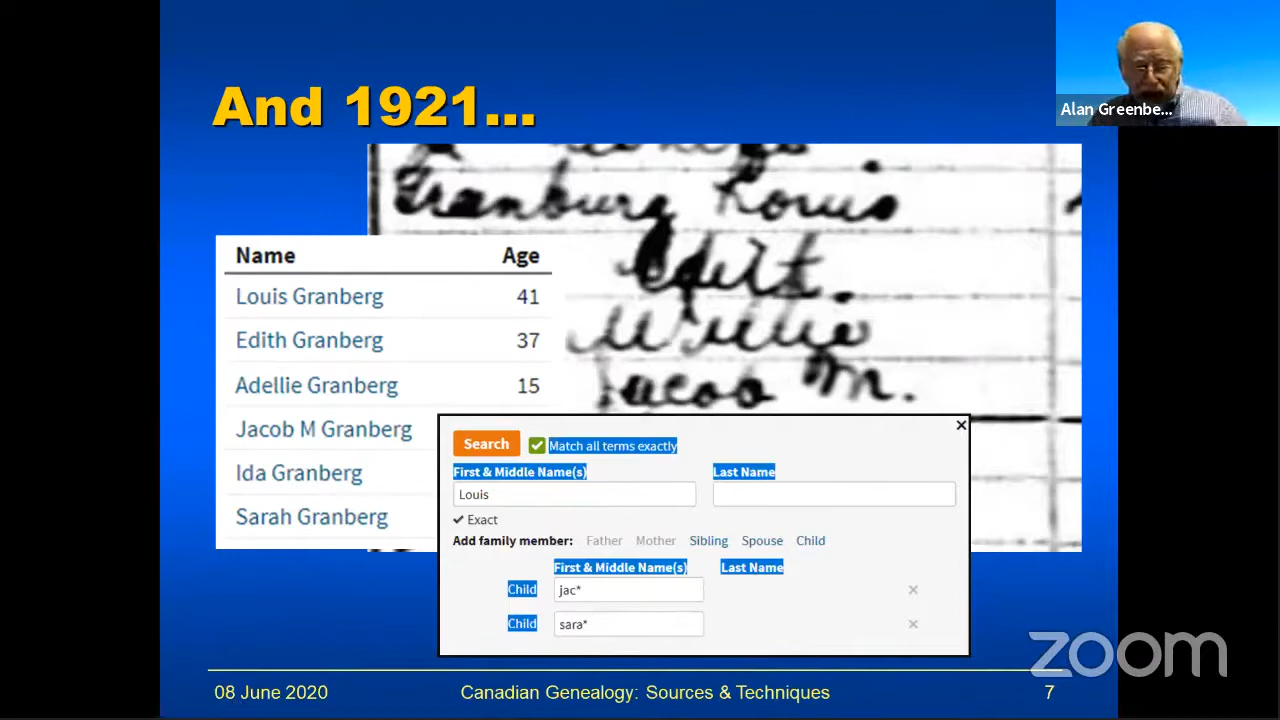 And 1921...
Alan Greenbe...
Granburg Louis
Edit.
Willie
Jacob M.
Name Age
Louis Granberg 41
Edith Granberg 37
Adellie Granberg 15
Jacob M Granberg
Ida Granberg
Sarah Granberg
Search Match all terms exactly
First & Middle Name(s) Last Name
Louis
Exact
Add family member: Father Mother Sibling Spouse Child
First & Middle Name(s) Last Name
Child jac*
Child sara*
zoom
08 June 2020 Canadian Genealogy: Sources & Techniques 7